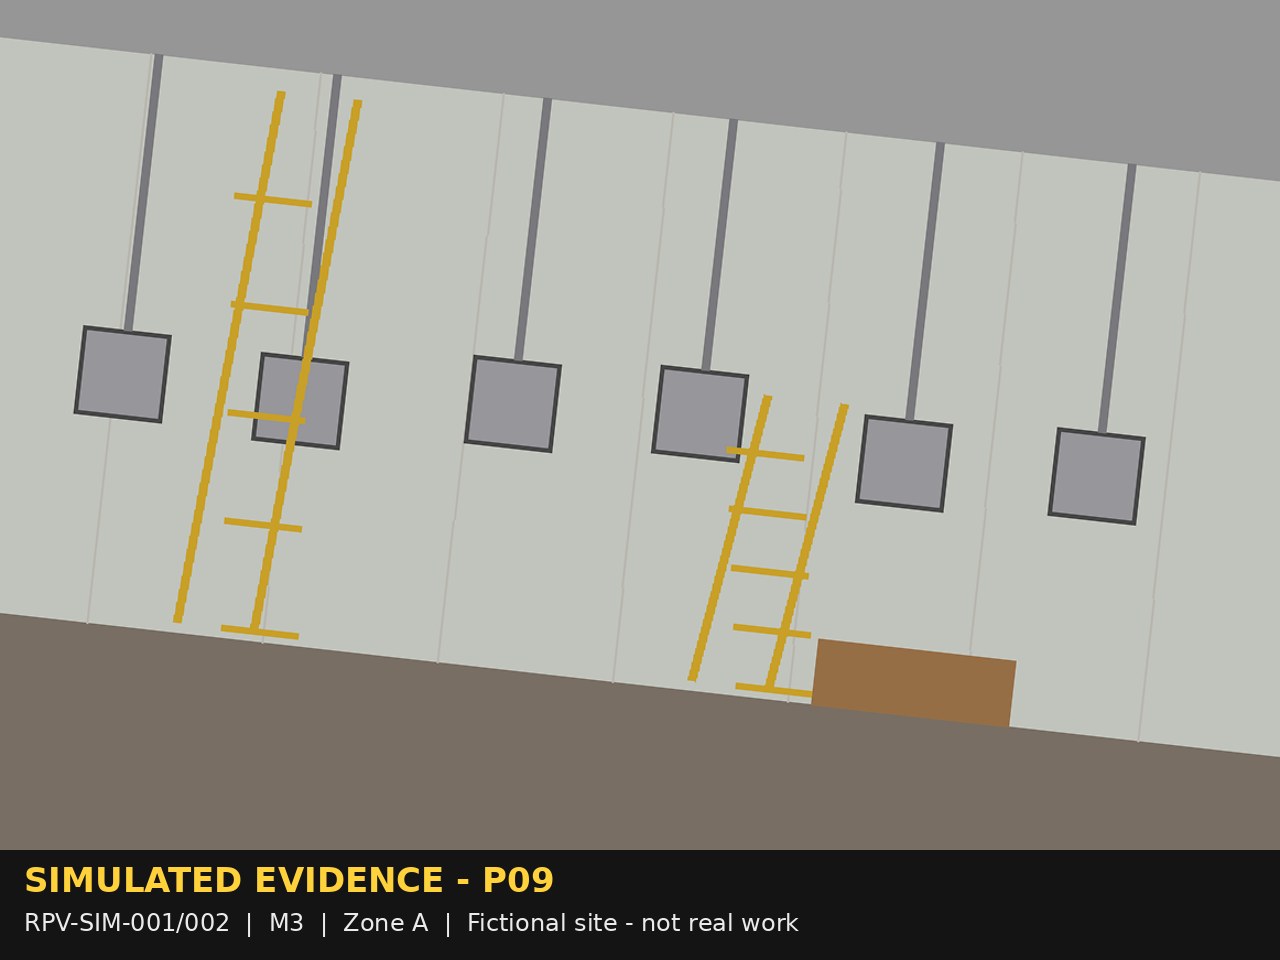 SIMULATED EVIDENCE - P09
RPV-SIM-001/002 | M3 | Zone A | Fictional site - not real work